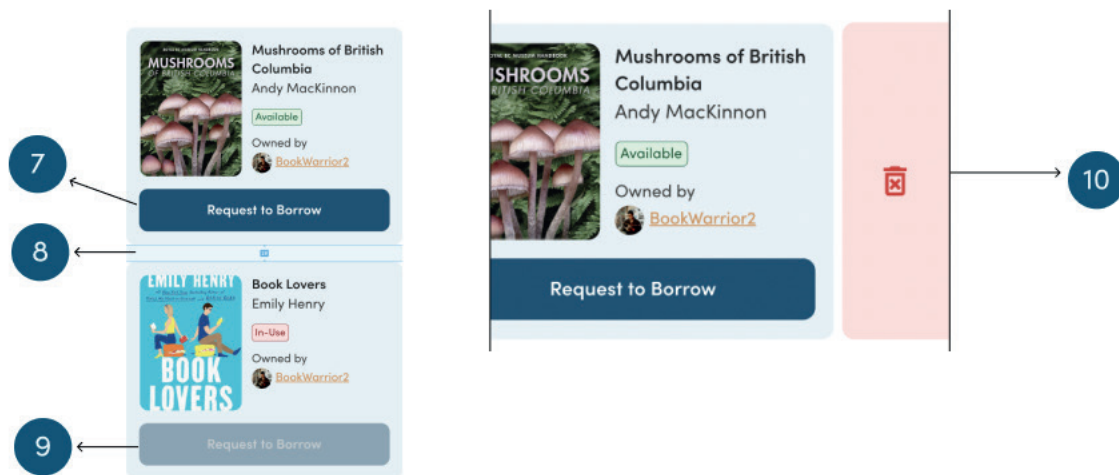 MUSHROOMS
OF BRITISH COLUMBIA
Mushrooms of British
Columbia
Andy MacKinnon
Available
Owned by
BookWarrior2
7
Request to Borrow
8
EMILY HENRY
BOOK
LOVERS
Book Lovers
Emily Henry
In-Use
Owned by
BookWarrior2
9
Request to Borrow
USHROOMS
BRITISH COLUMBIA
Mushrooms of British
Columbia
Andy MacKinnon
Available
Owned by
BookWarrior2
Request to Borrow
10